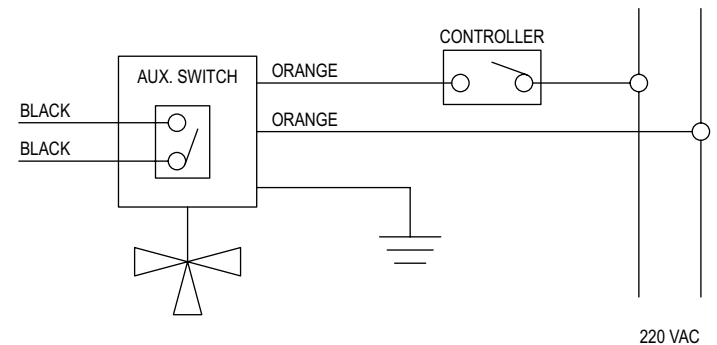 CONTROLLER
AUX. SWITCH
ORANGE
BLACK
ORANGE
BLACK
220 VAC